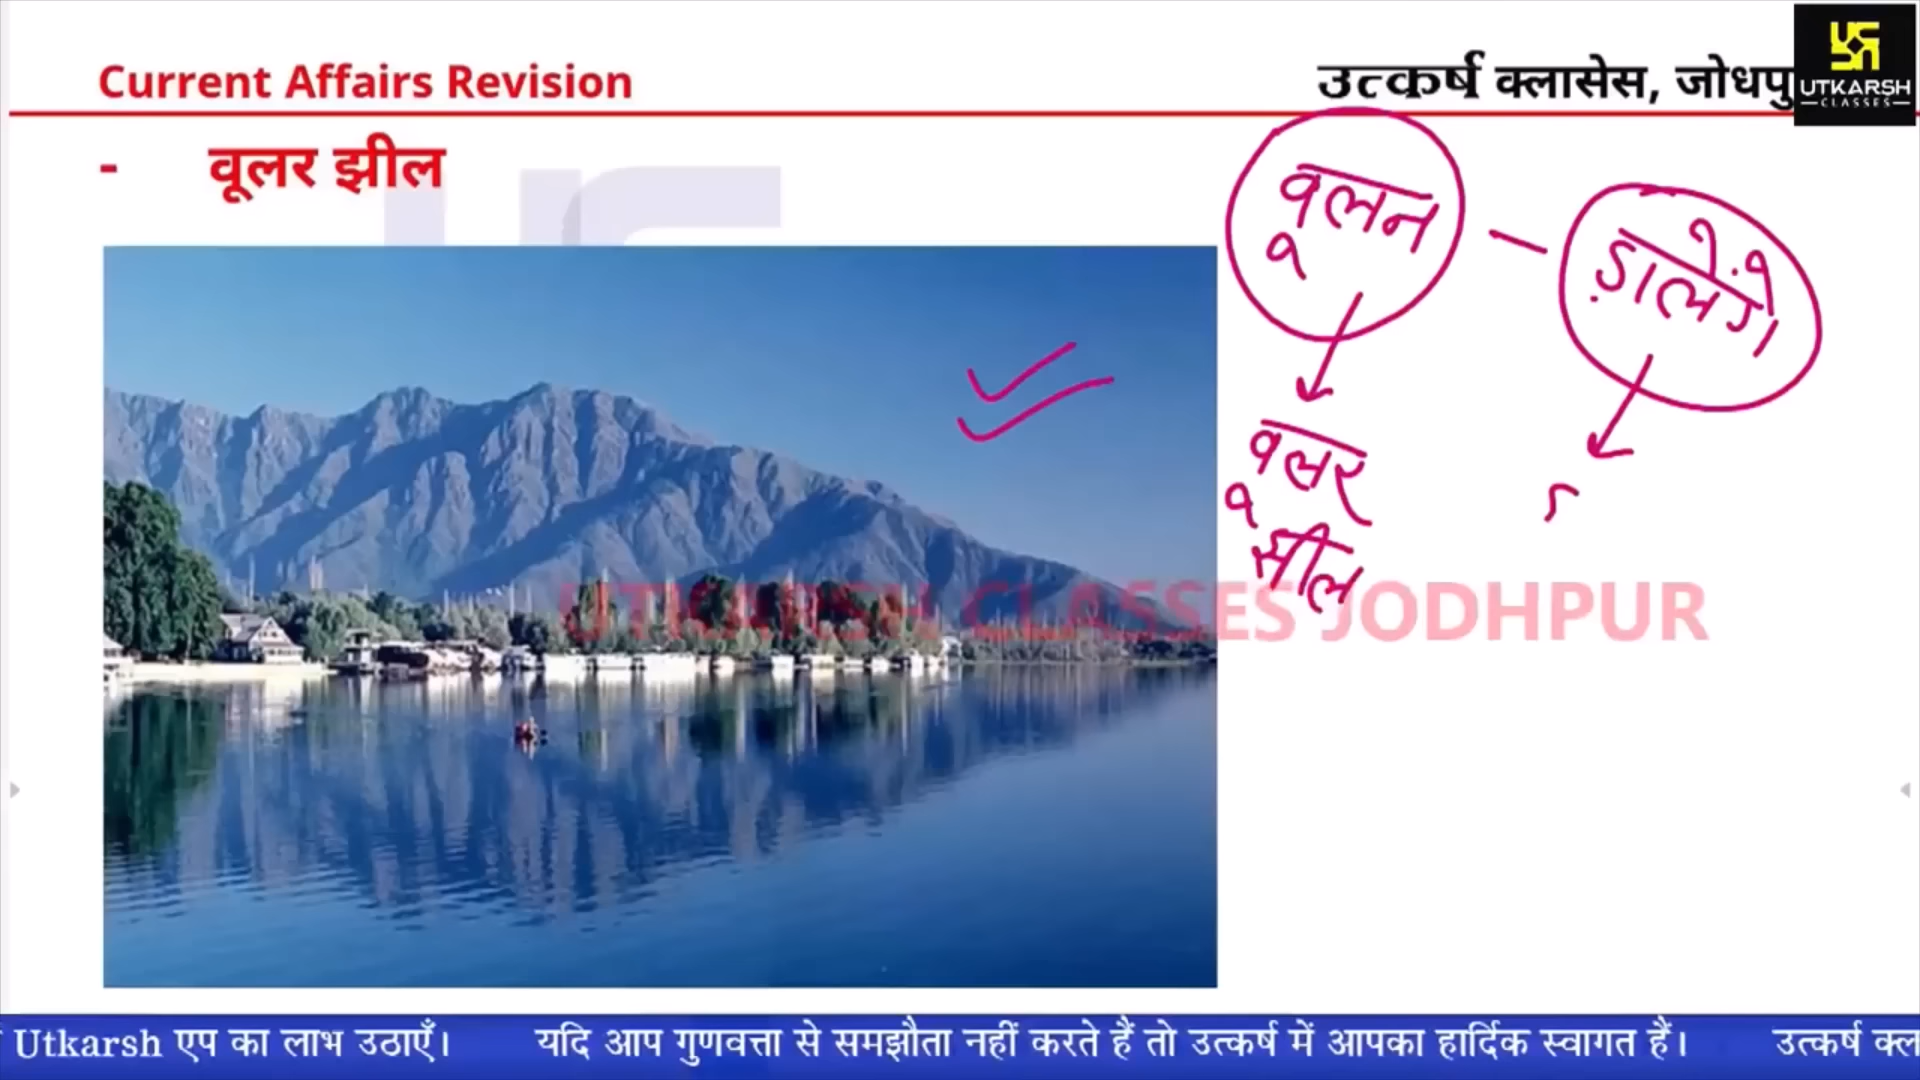 Current Affairs Revision
उत्कर्ष क्लासेस, जोधपु
UTKARSH
CLASSES
- वूलर झील
वूलन - ड़ालेंगे
वूलर
झील
UTKARSH CLASSES JODHPUR
Utkarsh एप का लाभ उठाएँ। यदि आप गुणवत्ता से समझौता नहीं करते हैं तो उत्कर्ष में आपका हार्दिक स्वागत हैं। उत्कर्ष क्ल